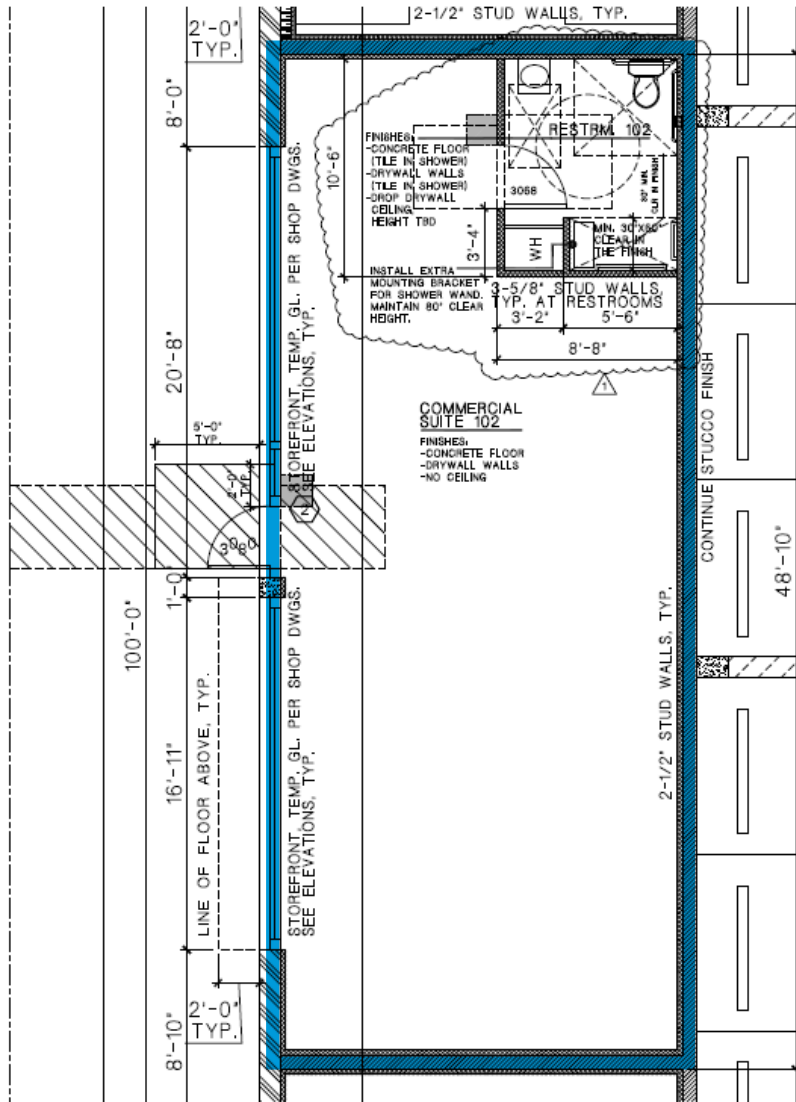 2'-0"
TYP.
2-1/2" STUD WALLS, TYP.
8'-0"
FINISHES:
-CONCRETE FLOOR
(TILE IN SHOWER)
-DRYWALL WALLS
(TILE IN SHOWER)
-DROP DRYWALL
CEILING
HEIGHT TBD
RESTRM. 102
10'-6"
3068
30" MIN.
CLR IN FINISH
3'-4"
WH
MIN. 30"X60"
CLEAR IN
THE FINISH
INSTALL EXTRA
MOUNTING BRACKET
FOR SHOWER WAND.
MAINTAIN 80" CLEAR
HEIGHT.
3-5/8" STUD WALLS,
TYP. AT RESTROOMS
3'-2"
5'-6"
8'-8"
1
20'-8"
STOREFRONT, TEMP. GL. PER SHOP DWGS.
SEE ELEVATIONS, TYP.
COMMERCIAL
SUITE 102
FINISHES:
-CONCRETE FLOOR
-DRYWALL WALLS
-NO CEILING
CONTINUE STUCCO FINISH
5'-0"
TYP.
2'-0"
TYP.
2
3080
48'-10"
1'-0
100'-0"
LINE OF FLOOR ABOVE, TYP.
16'-11"
STOREFRONT, TEMP. GL. PER SHOP DWGS.
SEE ELEVATIONS, TYP.
2-1/2" STUD WALLS, TYP.
2'-0"
TYP.
8'-10"